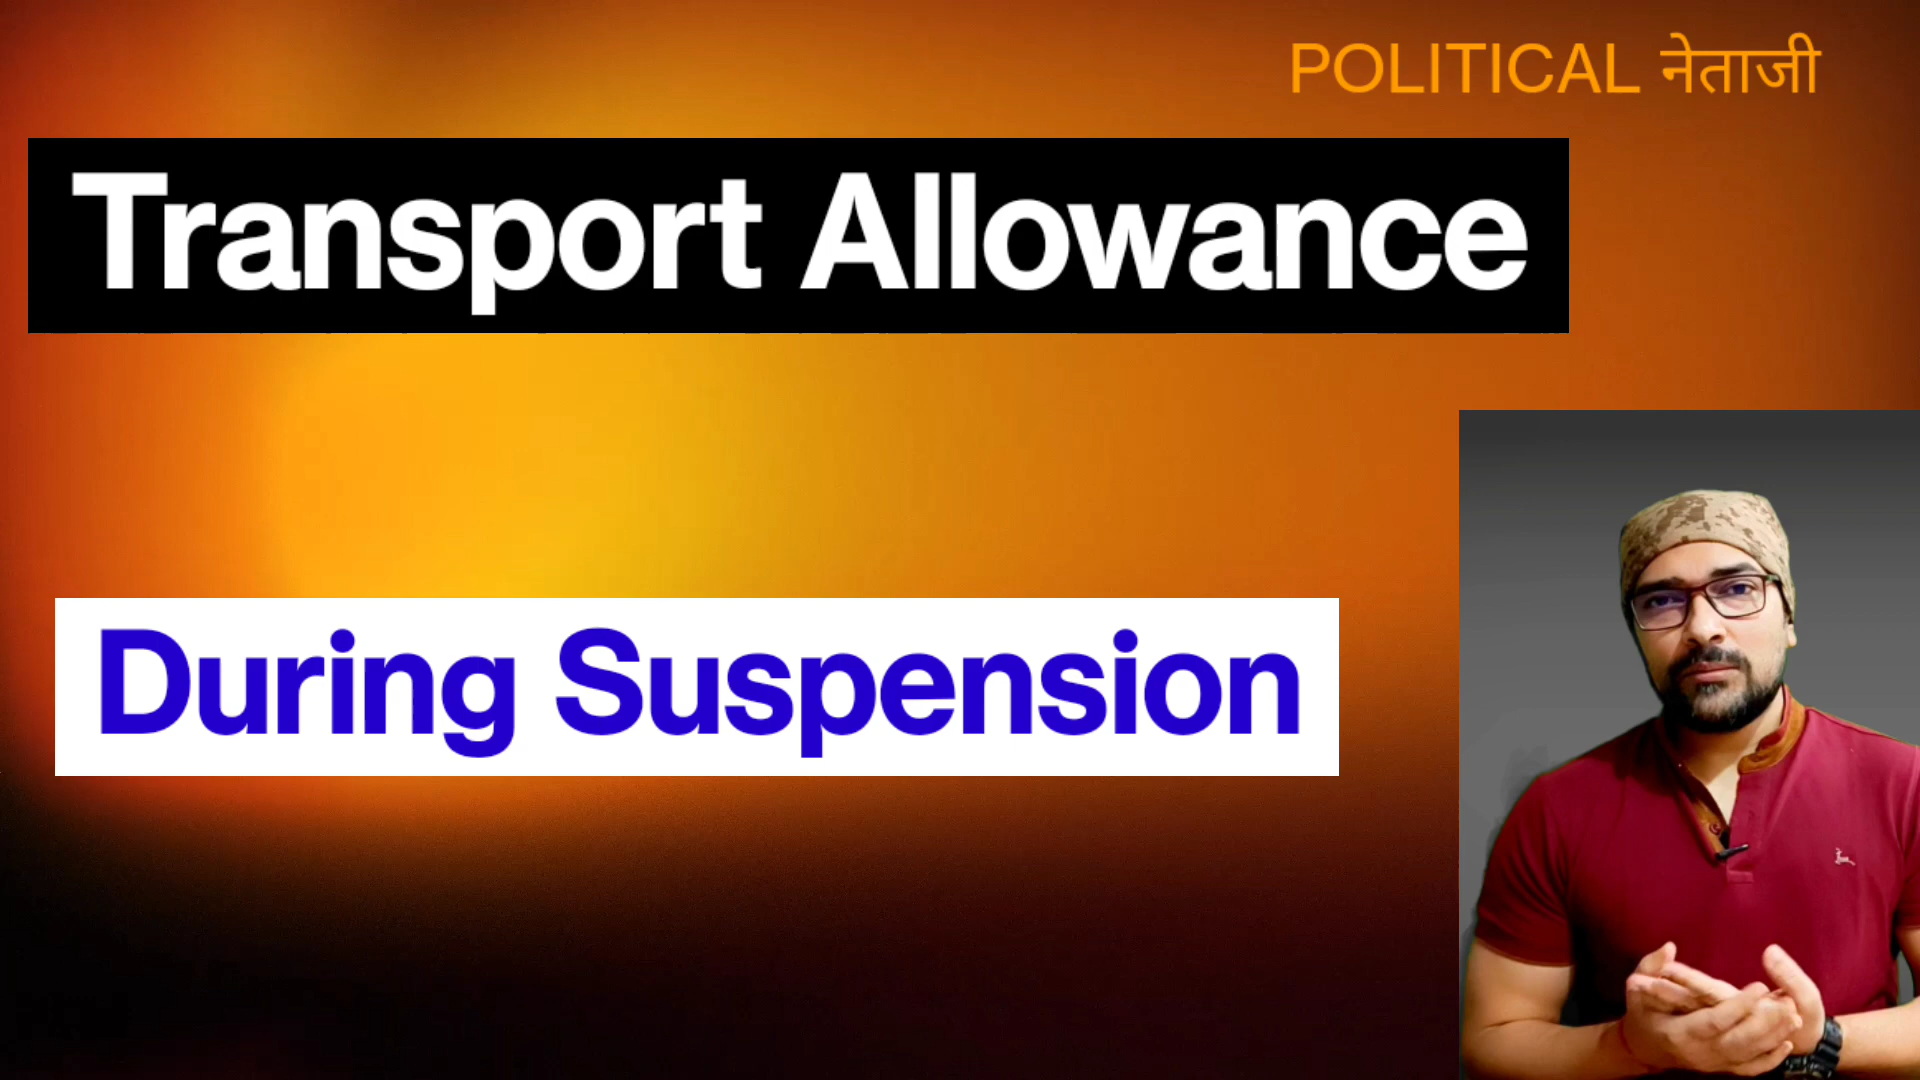 POLITICAL नेताजी
Transport Allowance
During Suspension